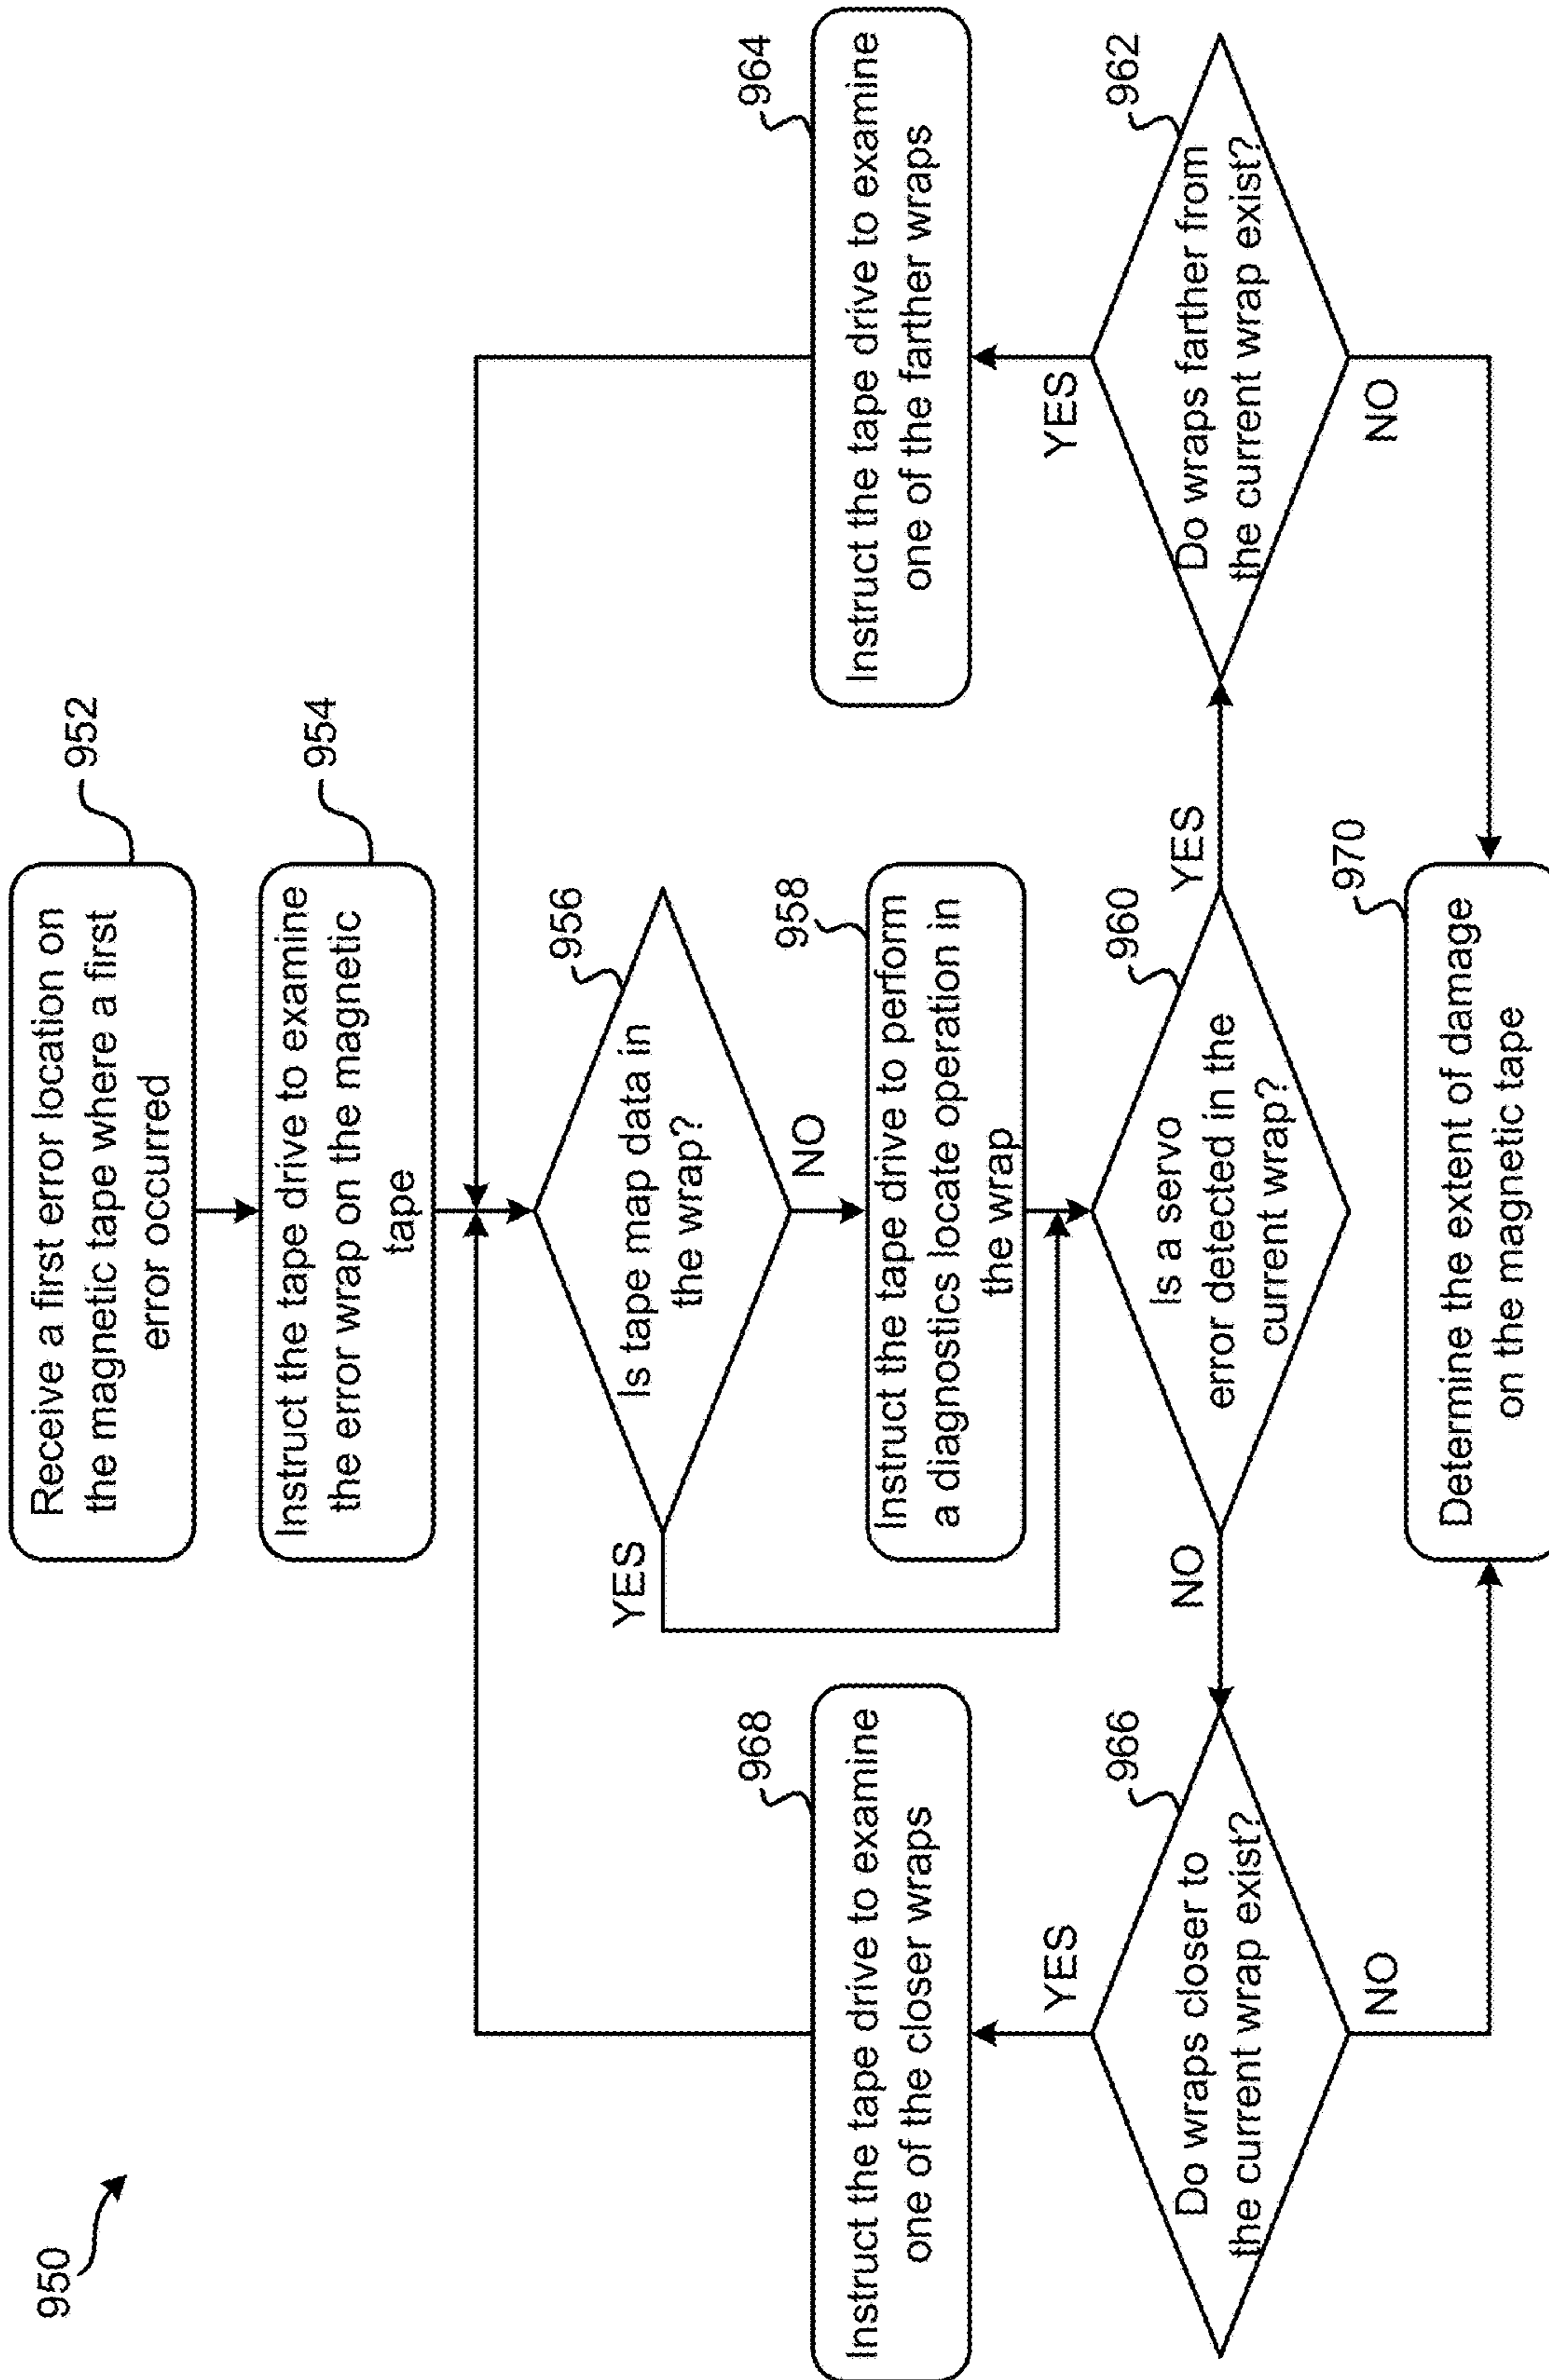 950
952
Receive a first error location on
the magnetic tape where a first
error occurred
954
Instruct the tape drive to examine
the error wrap on the magnetic
tape
956
Is tape map data in
the wrap?
YES
NO
968
Instruct the tape drive to examine
one of the closer wraps
958
Instruct the tape drive to perform
a diagnostics locate operation in
the wrap
964
Instruct the tape drive to examine
one of the farther wraps
YES
YES
966
Do wraps closer to
the current wrap exist?
NO
960
Is a servo
error detected in the
current wrap?
YES
962
Do wraps farther from
the current wrap exist?
NO
NO
970
Determine the extent of damage
on the magnetic tape